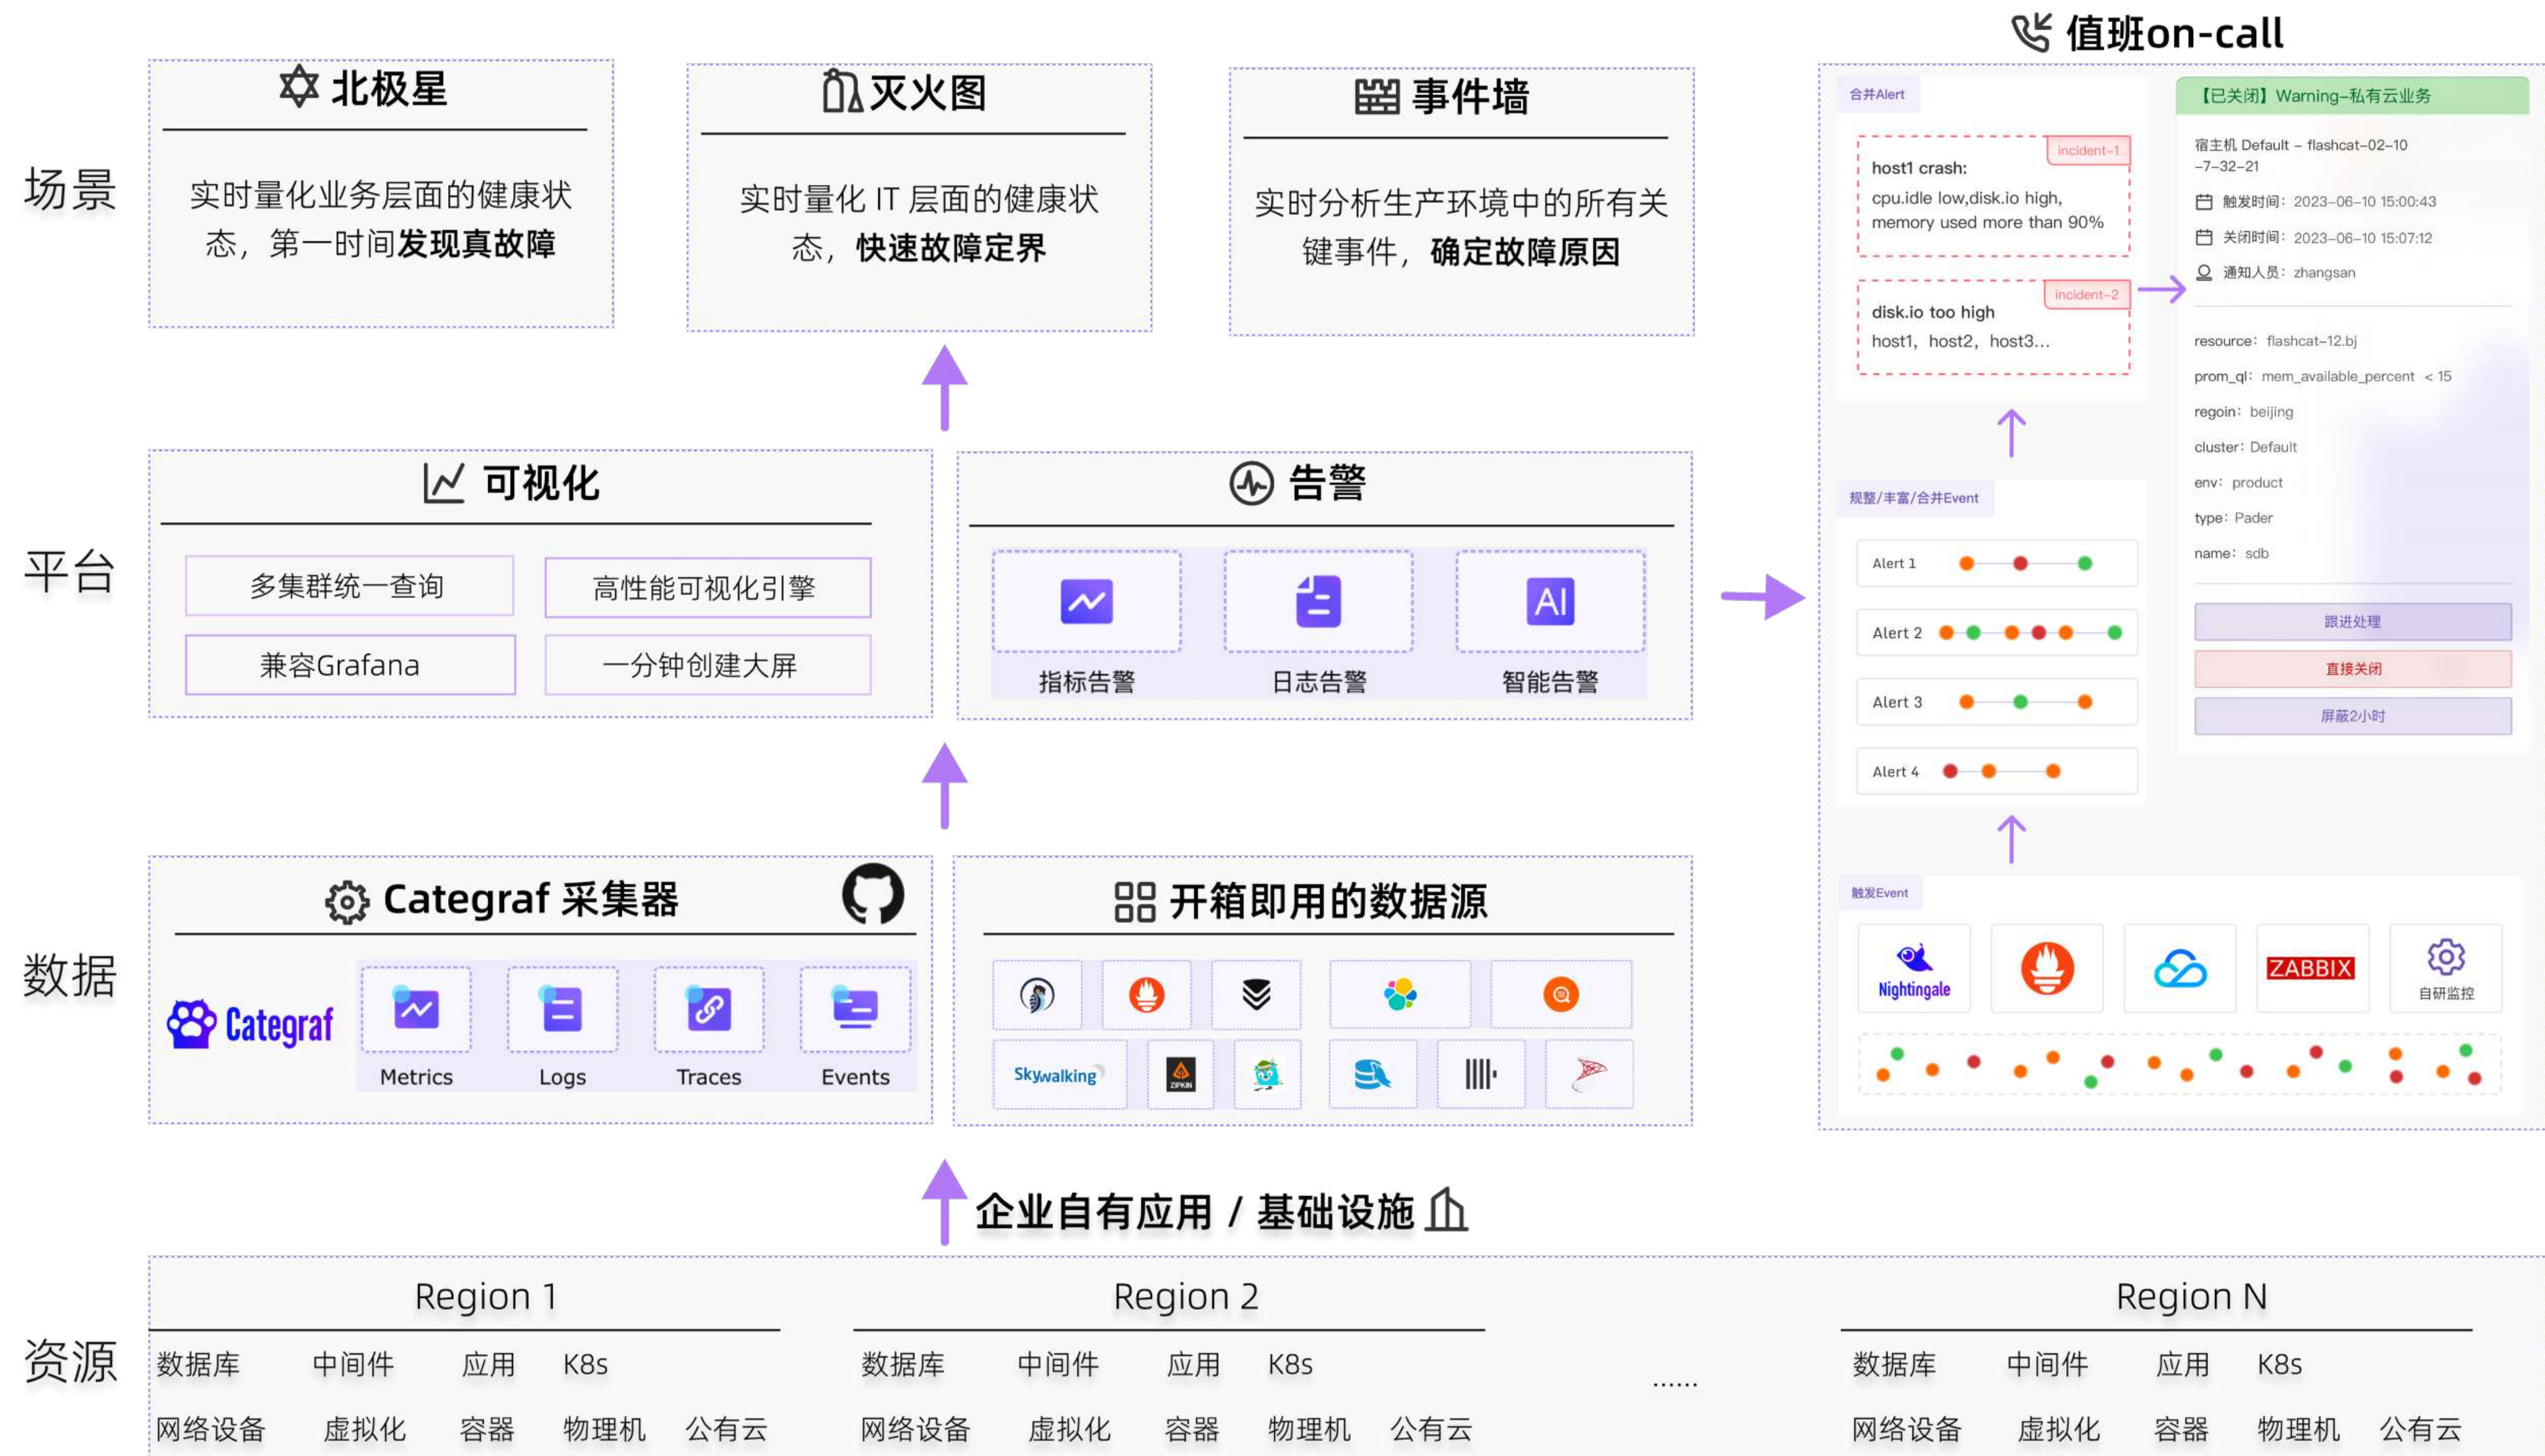 场景
北极星
实时量化业务层面的健康状
态，第一时间发现真故障
灭火图
实时量化 IT 层面的健康状
态，快速故障定界
事件墙
实时分析生产环境中的所有关
键事件，确定故障原因
平台
可视化
多集群统一查询
高性能可视化引擎
兼容Grafana
一分钟创建大屏
告警
AI
指标告警
日志告警
智能告警
数据
Categraf 采集器
Categraf
Metrics
Logs
Traces
Events
开箱即用的数据源
Skywalking
ZIPKIN
值班on-call
合并Alert
incident-1
host1 crash:
cpu.idle low,disk.io high,
memory used more than 90%
incident-2
disk.io too high
host1，host2，host3...
规整/丰富/合并Event
Alert 1
Alert 2
Alert 3
Alert 4
触发Event
Nightingale
ZABBIX
自研监控
【已关闭】Warning-私有云业务
宿主机 Default - flashcat-02-10
-7-32-21
触发时间：2023-06-10 15:00:43
关闭时间：2023-06-10 15:07:12
通知人员：zhangsan
resource：flashcat-12.bj
prom_ql：mem_available_percent < 15
regoin：beijing
cluster：Default
env：product
type：Pader
name：sdb
跟进处理
直接关闭
屏蔽2小时
企业自有应用 / 基础设施
资源
Region 1
数据库 中间件 应用 K8s
网络设备 虚拟化 容器 物理机 公有云
Region 2
数据库 中间件 应用 K8s
网络设备 虚拟化 容器 物理机 公有云
......
Region N
数据库 中间件 应用 K8s
网络设备 虚拟化 容器 物理机 公有云